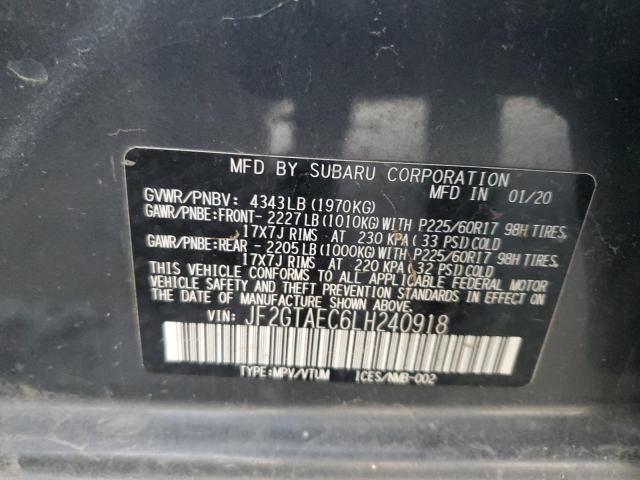 MFD BY SUBARU CORPORATION
MFD IN 01/20
GVWR/PNBV: 4343LB (1970KG)
GAWR/PNBE:FRONT- 2227LB (1010KG) WITH P225/60R17 98H TIRES,
17X7J RIMS AT 230 KPA ( 33 PSI) COLD
GAWR/PNBE:REAR - 2205LB (1000KG) WITH P225/60R17 98H TIRES,
17X7J RIMS AT 220 KPA ( 32 PSI) COLD
THIS VEHICLE CONFORMS TO ALL APPLICABLE FEDERAL MOTOR
VEHICLE SAFETY AND THEFT PREVENTION STANDARDS IN EFFECT ON
THE DATE OF MANUFACTURE SHOWN ABOVE.
VIN: JF2GTAEC6LH240918
TYPE:MPV/VTUM ICES/NMB-002